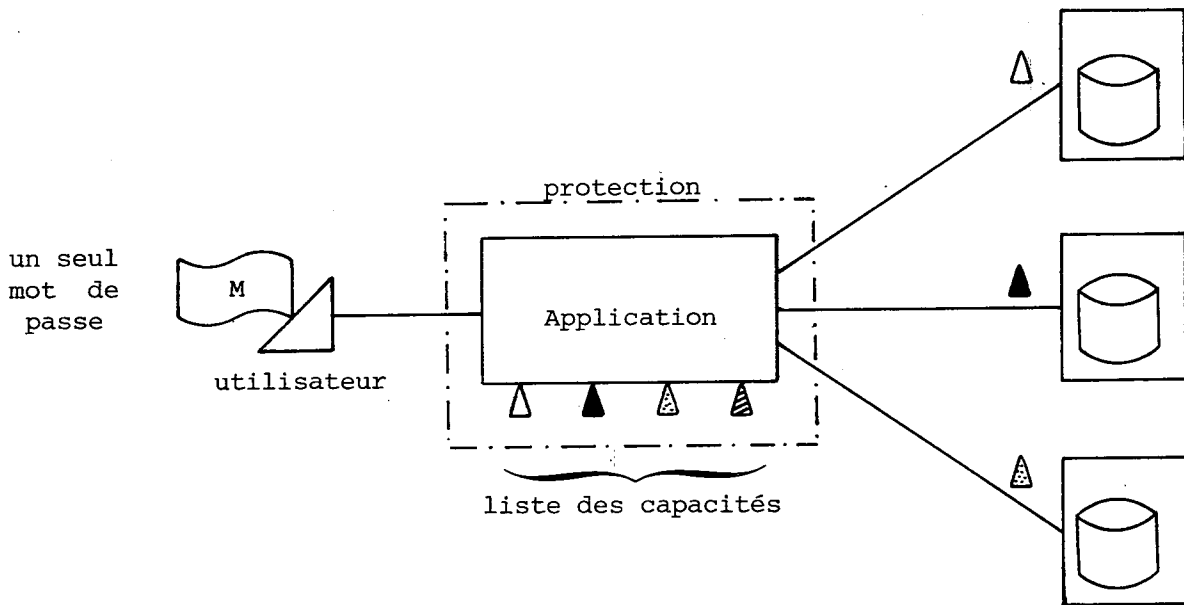 protection
un seul
mot de
passe
M
Application
utilisateur
liste des capacités